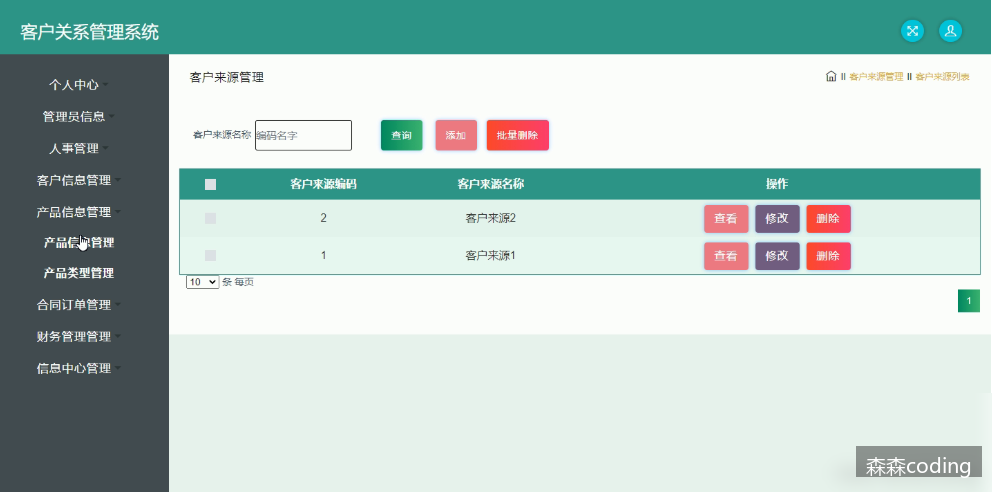 客户关系管理系统
个人中心
管理员信息
人事管理
客户信息管理
产品信息管理
产品信息管理
产品类型管理
合同订单管理
财务管理管理
信息中心管理
客户来源管理
客户来源管理 客户来源列表
客户来源名称 编码名字 查询 添加 批量删除
客户来源编码 客户来源名称 操作
2 客户来源2 查看 修改 删除
1 客户来源1 查看 修改 删除
10 条 每页
1
森森coding